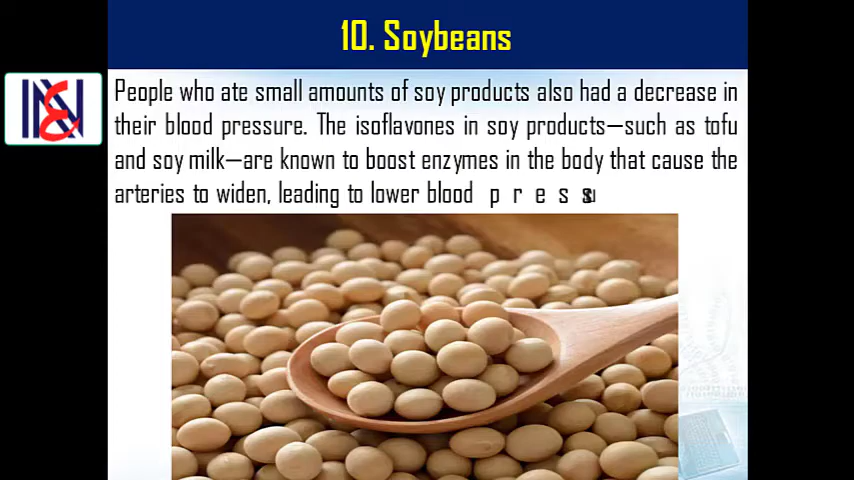 10. Soybeans
People who ate small amounts of soy products also had a decrease in
their blood pressure. The isoflavones in soy products—such as tofu
and soy milk—are known to boost enzymes in the body that cause the
arteries to widen, leading to lower blood